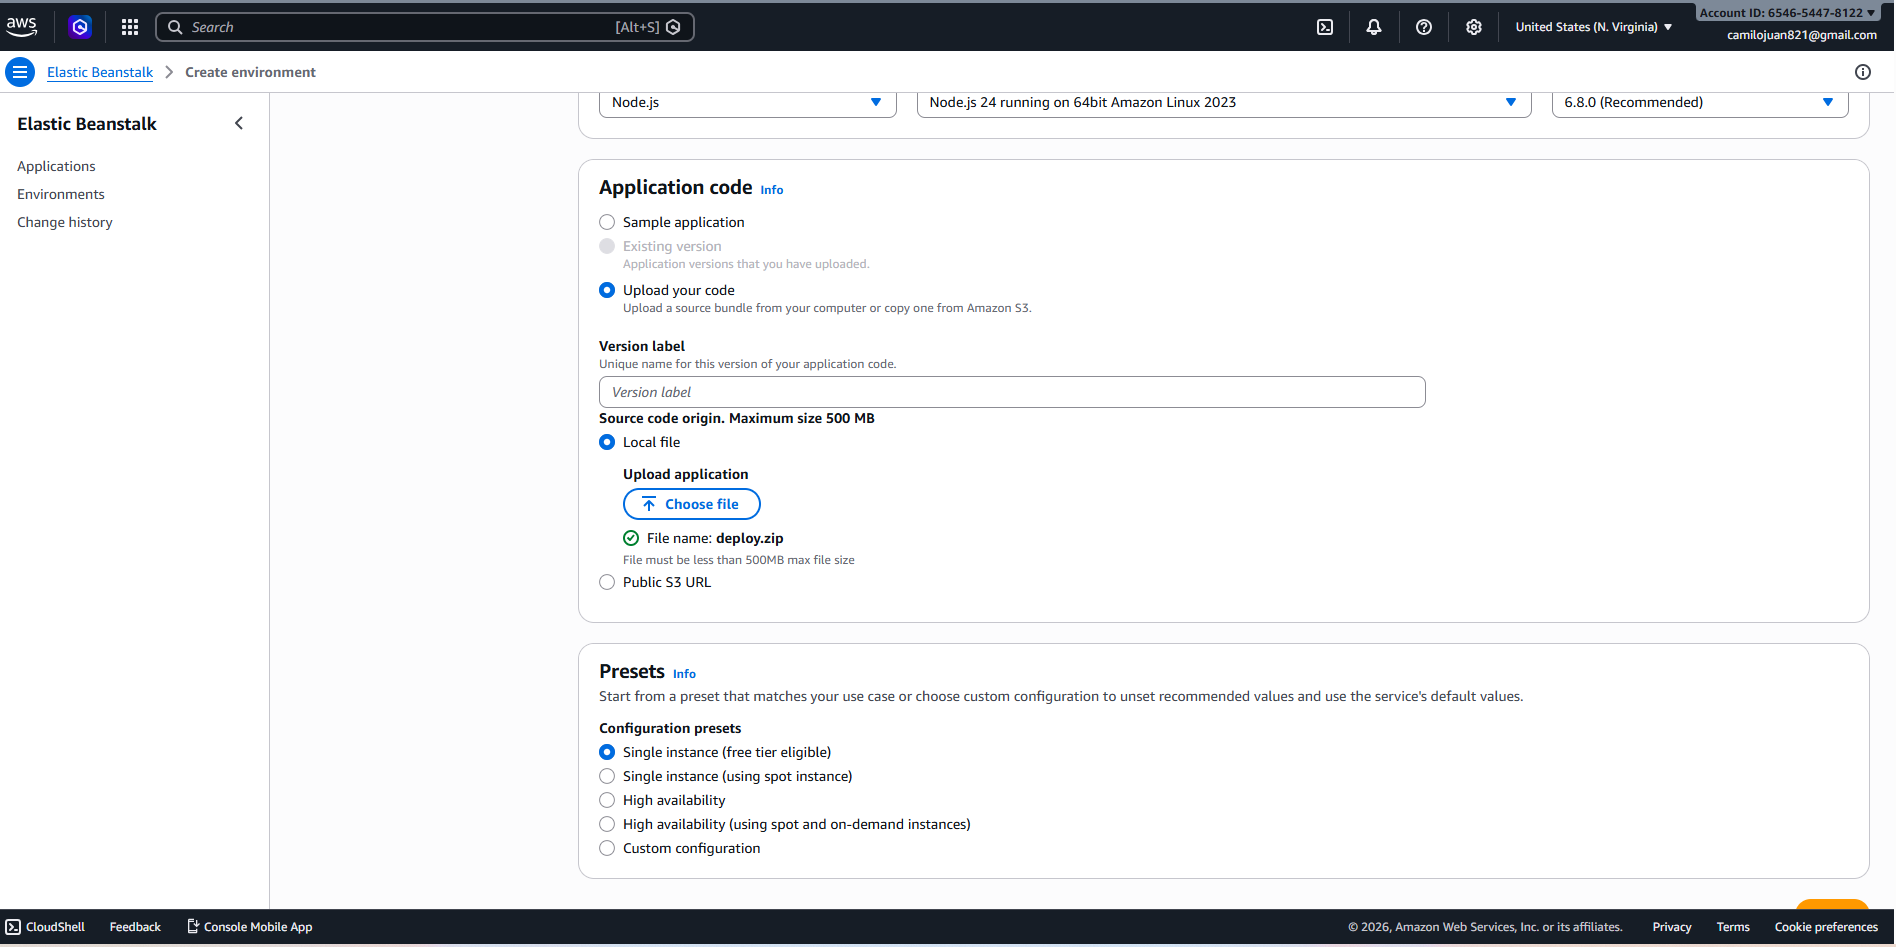 aws
Search [Alt+S]
United States (N. Virginia)
Account ID: 6546-5447-8122
camilojuan821@gmail.com
Elastic Beanstalk
Create environment
Elastic Beanstalk
Applications
Environments
Change history
Node.js
Node.js 24 running on 64bit Amazon Linux 2023
6.8.0 (Recommended)
Application code Info
Sample application
Existing version
Application versions that you have uploaded.
Upload your code
Upload a source bundle from your computer or copy one from Amazon S3.
Version label
Unique name for this version of your application code.
Version label
Source code origin. Maximum size 500 MB
Local file
Upload application
Choose file
File name: deploy.zip
File must be less than 500MB max file size
Public S3 URL
Presets Info
Start from a preset that matches your use case or choose custom configuration to unset recommended values and use the service's default values.
Configuration presets
Single instance (free tier eligible)
Single instance (using spot instance)
High availability
High availability (using spot and on-demand instances)
Custom configuration
CloudShell
Feedback
Console Mobile App
© 2026, Amazon Web Services, Inc. or its affiliates.
Privacy
Terms
Cookie preferences